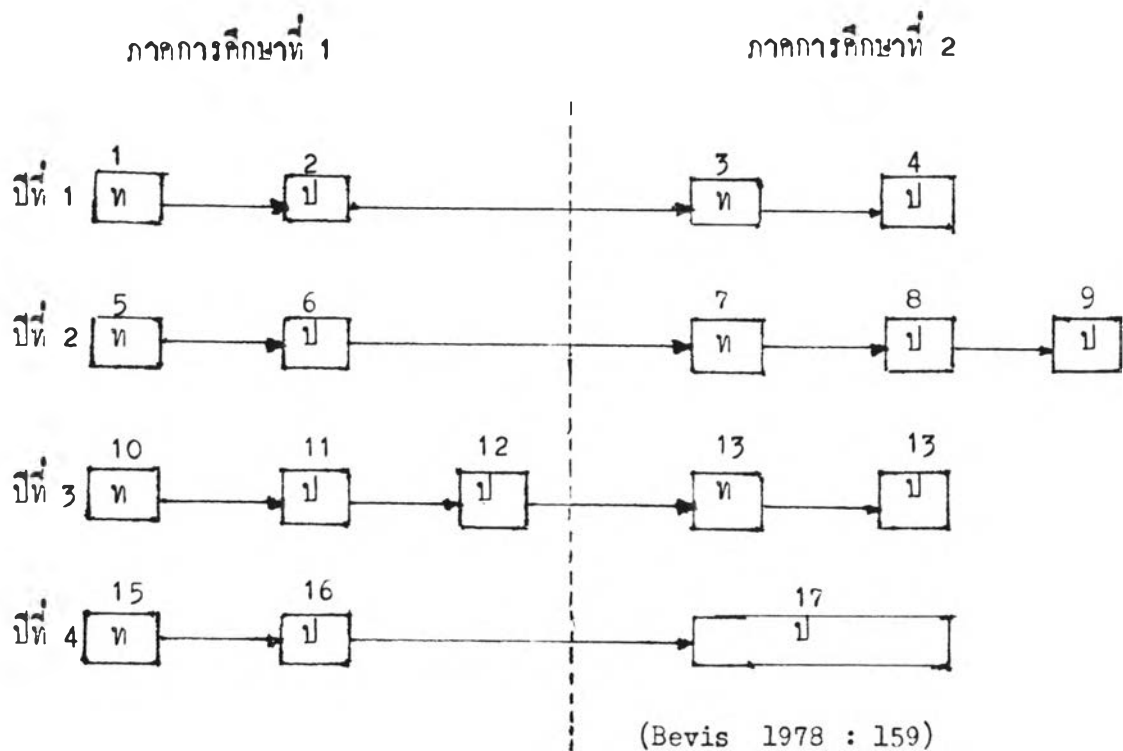 ภาคการศึกษาที่ 1 ภาคการศึกษาที่ 2
1 2 3 4
ปีที่ 1 ท ป ท ป
5 6 7 8 9
ปีที่ 2 ท ป ท ป ป
10 11 12 13 13
ปีที่ 3 ท ป ป ท ป
15 16 17
ปีที่ 4 ท ป ป
(Bevis 1978 : 159)